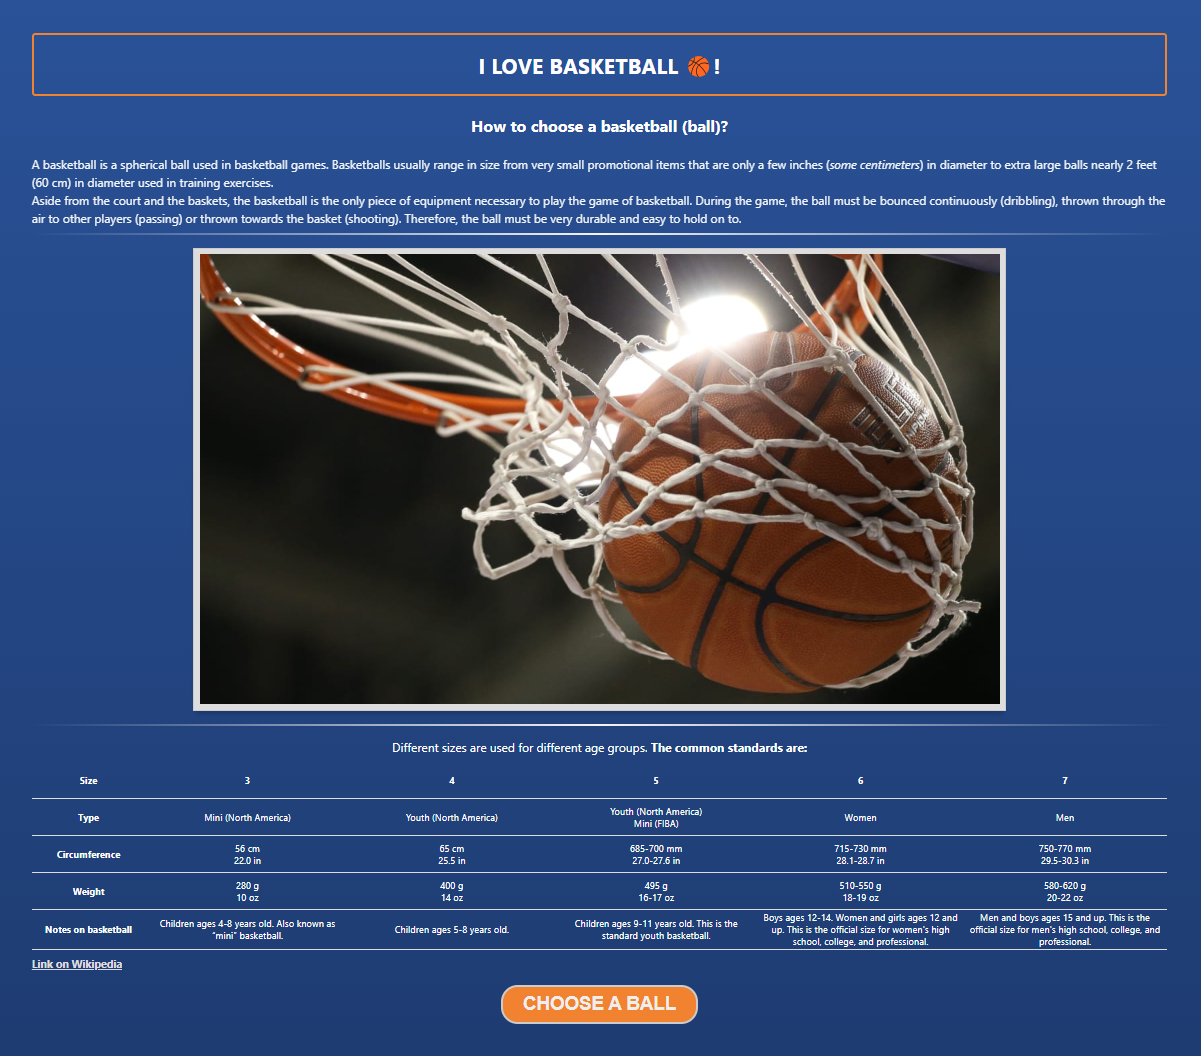 I LOVE BASKETBALL 🏀!
How to choose a basketball (ball)?
A basketball is a spherical ball used in basketball games. Basketballs usually range in size from very small promotional items that are only a few inches (some centimeters) in diameter to extra large balls nearly 2 feet
(60 cm) in diameter used in training exercises.
Aside from the court and the baskets, the basketball is the only piece of equipment necessary to play the game of basketball. During the game, the ball must be bounced continuously (dribbling), thrown through the
air to other players (passing) or thrown towards the basket (shooting). Therefore, the ball must be very durable and easy to hold on to.
Different sizes are used for different age groups. The common standards are:
Size 3 4 5 6 7
Type Mini (North America) Youth (North America) Youth (North America) Women Men
Mini (FIBA)
Circumference 56 cm 65 cm 685-700 mm 715-730 mm 750-770 mm
22.0 in 25.5 in 27.0-27.6 in 28.1-28.7 in 29.5-30.3 in
Weight 280 g 400 g 495 g 510-550 g 580-620 g
10 oz 14 oz 16-17 oz 18-19 oz 20-22 oz
Notes on basketball
Children ages 4-8 years old. Also known as
"mini" basketball.
Children ages 5-8 years old.
Children ages 9-11 years old. This is the
standard youth basketball.
Boys ages 12-14. Women and girls ages 12 and
up. This is the official size for women's high
school, college, and professional.
Men and boys ages 15 and up. This is the
official size for men's high school, college, and
professional.
Link on Wikipedia
CHOOSE A BALL